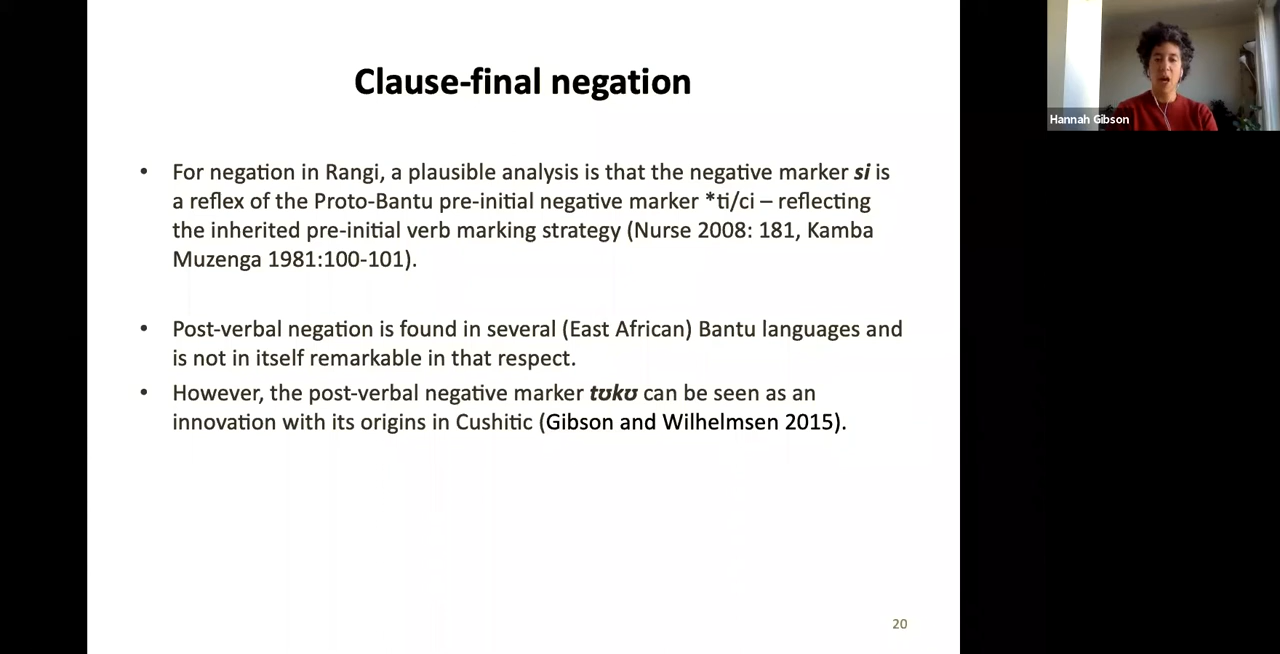 Clause-final negation
• For negation in Rangi, a plausible analysis is that the negative marker si is
a reflex of the Proto-Bantu pre-initial negative marker *ti/ci – reflecting
the inherited pre-initial verb marking strategy (Nurse 2008: 181, Kamba
Muzenga 1981:100-101).
• Post-verbal negation is found in several (East African) Bantu languages and
is not in itself remarkable in that respect.
• However, the post-verbal negative marker tʊkʊ can be seen as an
innovation with its origins in Cushitic (Gibson and Wilhelmsen 2015).
20
Hannah Gibson